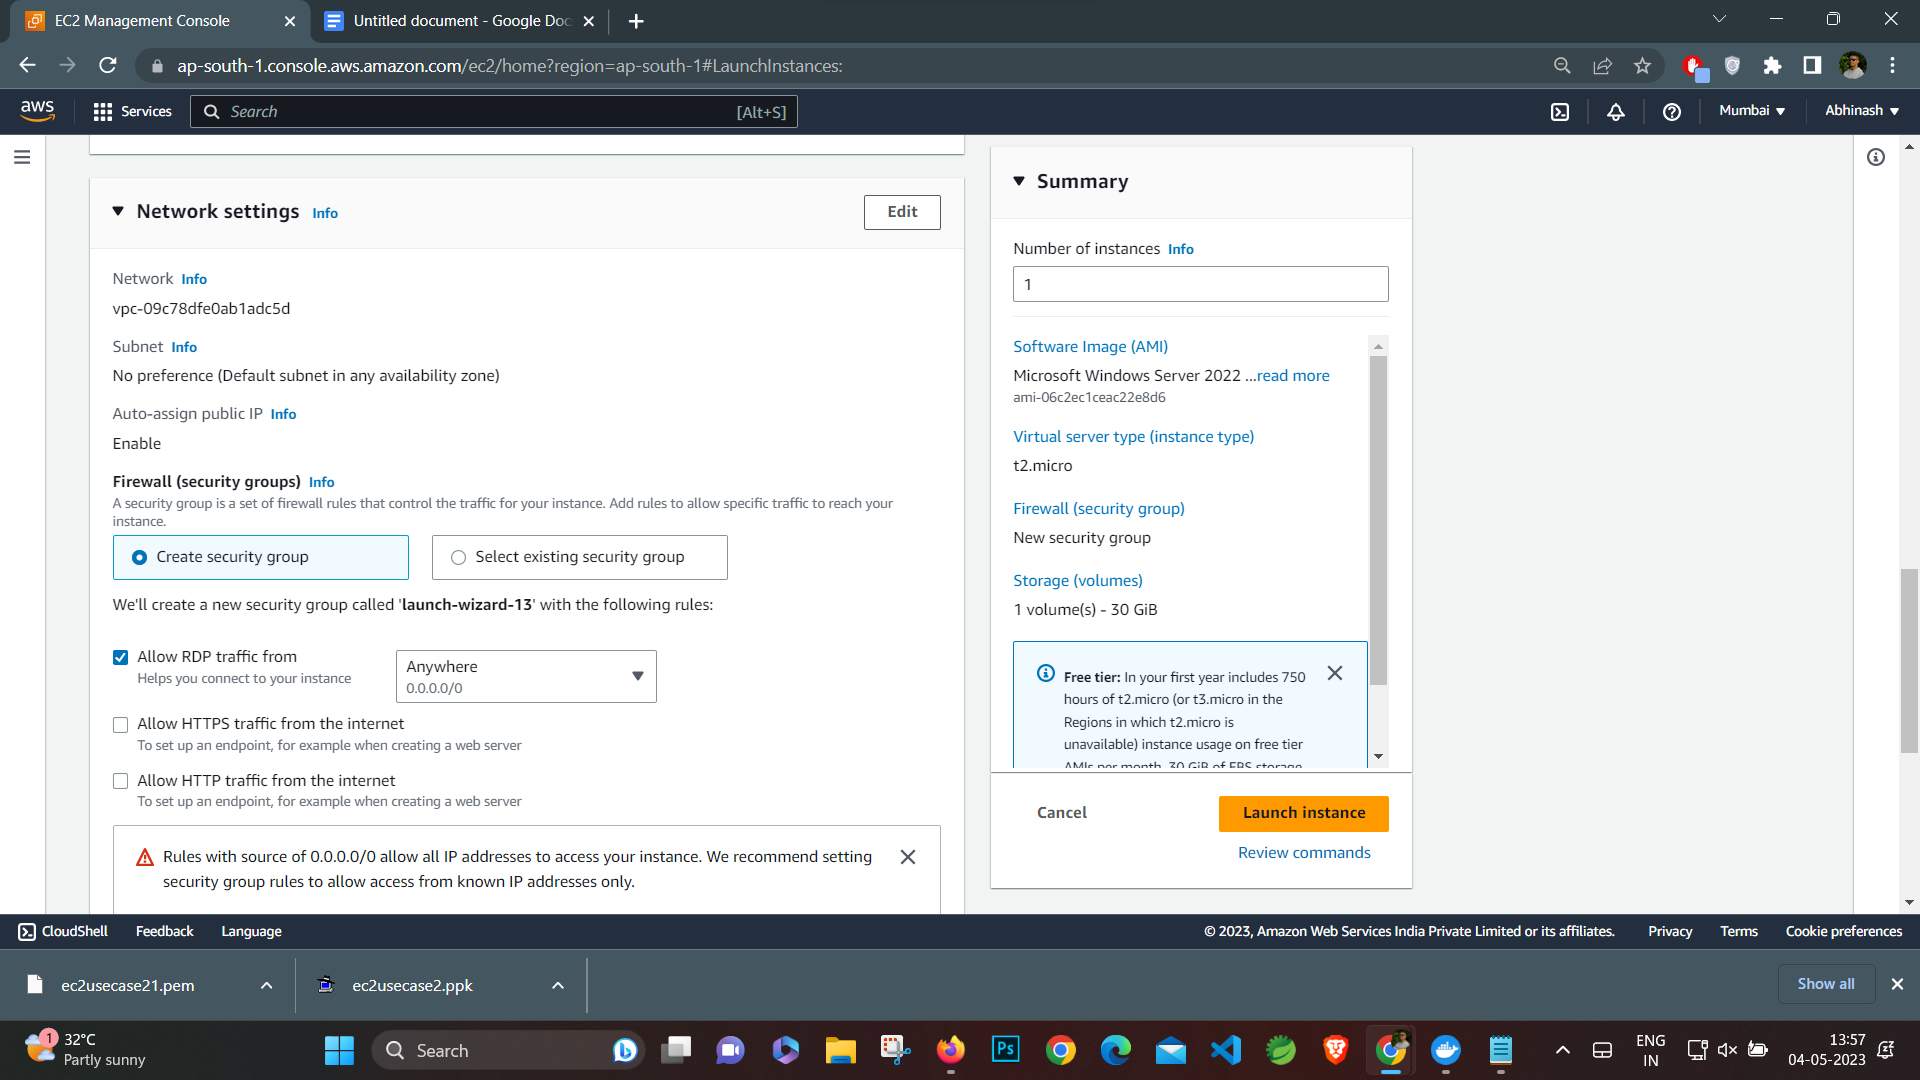 EC2 Management Console
Untitled document - Google Doc
ap-south-1.console.aws.amazon.com/ec2/home?region=ap-south-1#LaunchInstances:
aws
Services
Search
[Alt+S]
Mumbai
Abhinash
Network settings Info
Edit
Network Info
vpc-09c78dfe0ab1adc5d
Subnet Info
No preference (Default subnet in any availability zone)
Auto-assign public IP Info
Enable
Firewall (security groups) Info
A security group is a set of firewall rules that control the traffic for your instance. Add rules to allow specific traffic to reach your
instance.
Create security group
Select existing security group
We'll create a new security group called 'launch-wizard-13' with the following rules:
Allow RDP traffic from
Helps you connect to your instance
Anywhere
0.0.0.0/0
Allow HTTPS traffic from the internet
To set up an endpoint, for example when creating a web server
Allow HTTP traffic from the internet
To set up an endpoint, for example when creating a web server
Rules with source of 0.0.0.0/0 allow all IP addresses to access your instance. We recommend setting
security group rules to allow access from known IP addresses only.
Summary
Number of instances Info
1
Software Image (AMI)
Microsoft Windows Server 2022 ...read more
ami-06c2ec1ceac22e8d6
Virtual server type (instance type)
t2.micro
Firewall (security group)
New security group
Storage (volumes)
1 volume(s) - 30 GiB
Free tier: In your first year includes 750
hours of t2.micro (or t3.micro in the
Regions in which t2.micro is
unavailable) instance usage on free tier
AMIs per month, 30 GiB of EBS storage,
Cancel
Launch instance
Review commands
CloudShell
Feedback
Language
© 2023, Amazon Web Services India Private Limited or its affiliates.
Privacy
Terms
Cookie preferences
ec2usecase21.pem
ec2usecase2.ppk
Show all
1
32°C
Partly sunny
Search
Ps
ENG
IN
13:57
04-05-2023